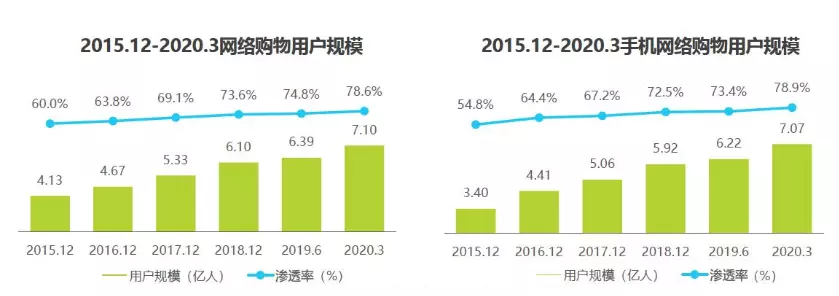 2015.12-2020.3网络购物用户规模
60.0% 63.8% 69.1% 73.6% 74.8% 78.6%
4.13 4.67 5.33 6.10 6.39 7.10
2015.12 2016.12 2017.12 2018.12 2019.6 2020.3
用户规模（亿人） 渗透率（%）
2015.12-2020.3手机网络购物用户规模
54.8% 64.4% 67.2% 72.5% 73.4% 78.9%
3.40 4.41 5.06 5.92 6.22 7.07
2015.12 2016.12 2017.12 2018.12 2019.6 2020.3
用户规模（亿人） 渗透率（%）